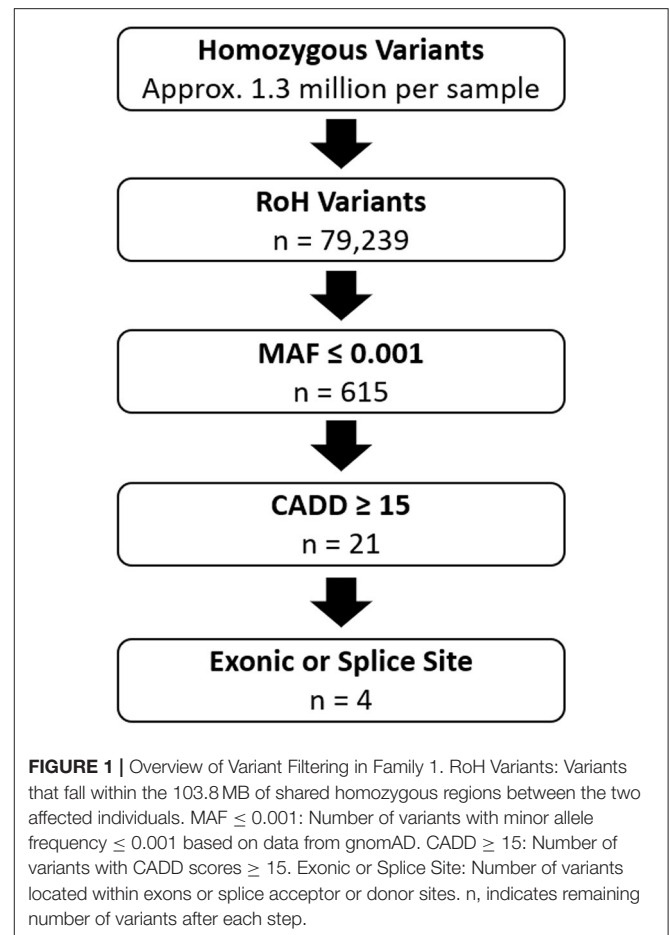 Homozygous Variants
Approx. 1.3 million per sample
RoH Variants
n = 79,239
MAF ≤ 0.001
n = 615
CADD ≥ 15
n = 21
Exonic or Splice Site
n = 4
FIGURE 1 | Overview of Variant Filtering in Family 1. RoH Variants: Variants
that fall within the 103.8 MB of shared homozygous regions between the two
affected individuals. MAF ≤ 0.001: Number of variants with minor allele
frequency ≤ 0.001 based on data from gnomAD. CADD ≥ 15: Number of
variants with CADD scores ≥ 15. Exonic or Splice Site: Number of variants
located within exons or splice acceptor or donor sites. n, indicates remaining
number of variants after each step.